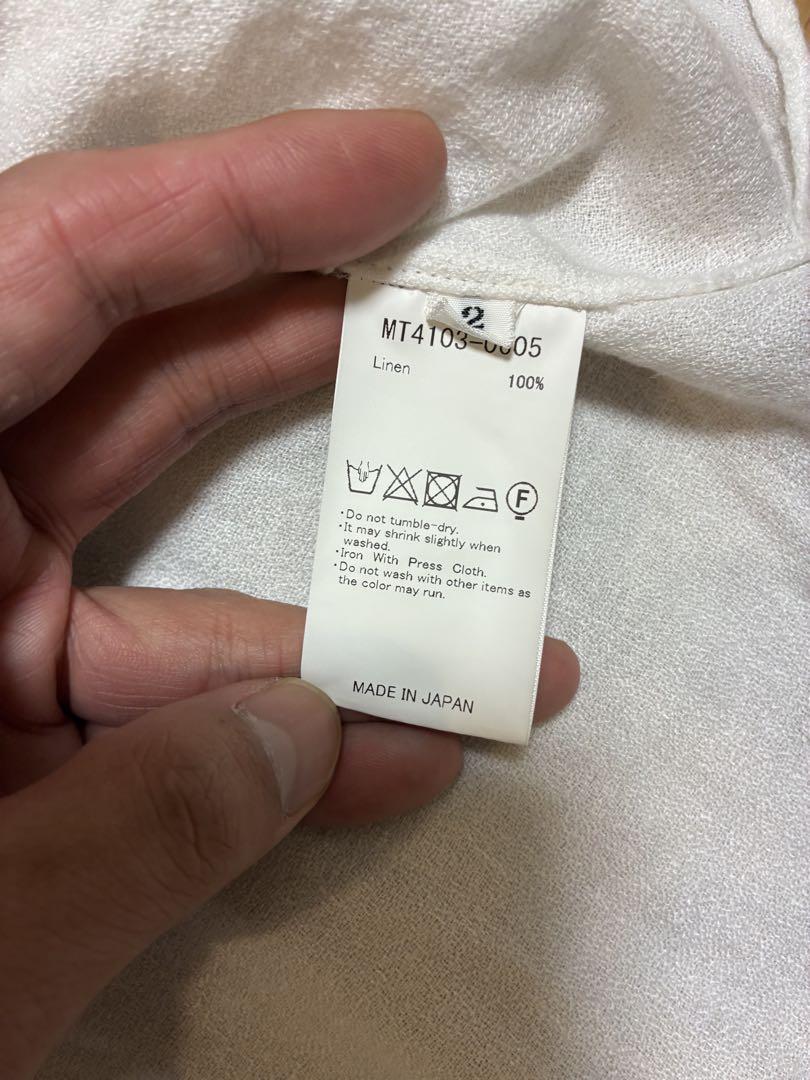 2
MT4103-0005
Linen
100%
F
・Do not tumble-dry.
・It may shrink slightly when
washed.
・Iron With Press Cloth.
・Do not wash with other items as
the color may run.
MADE IN JAPAN